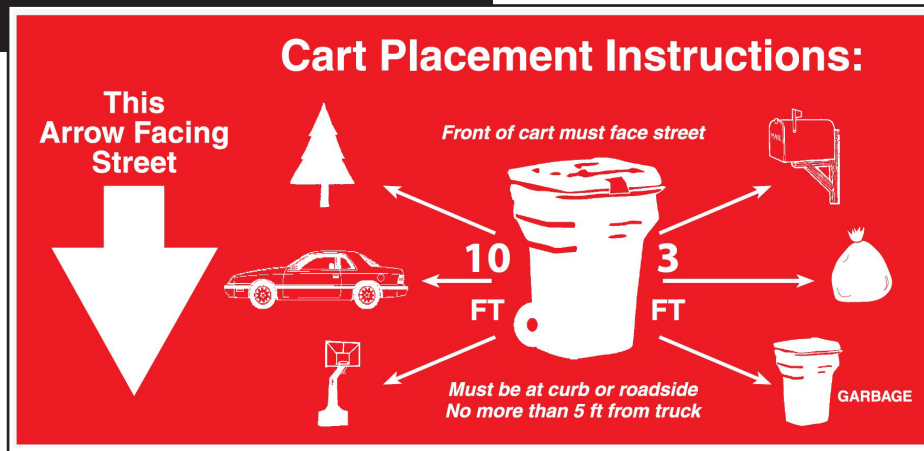 Cart Placement Instructions:
This
Arrow Facing
Street
Front of cart must face street
MAIL
10
FT
3
FT
GARBAGE
Must be at curb or roadside
No more than 5 ft from truck